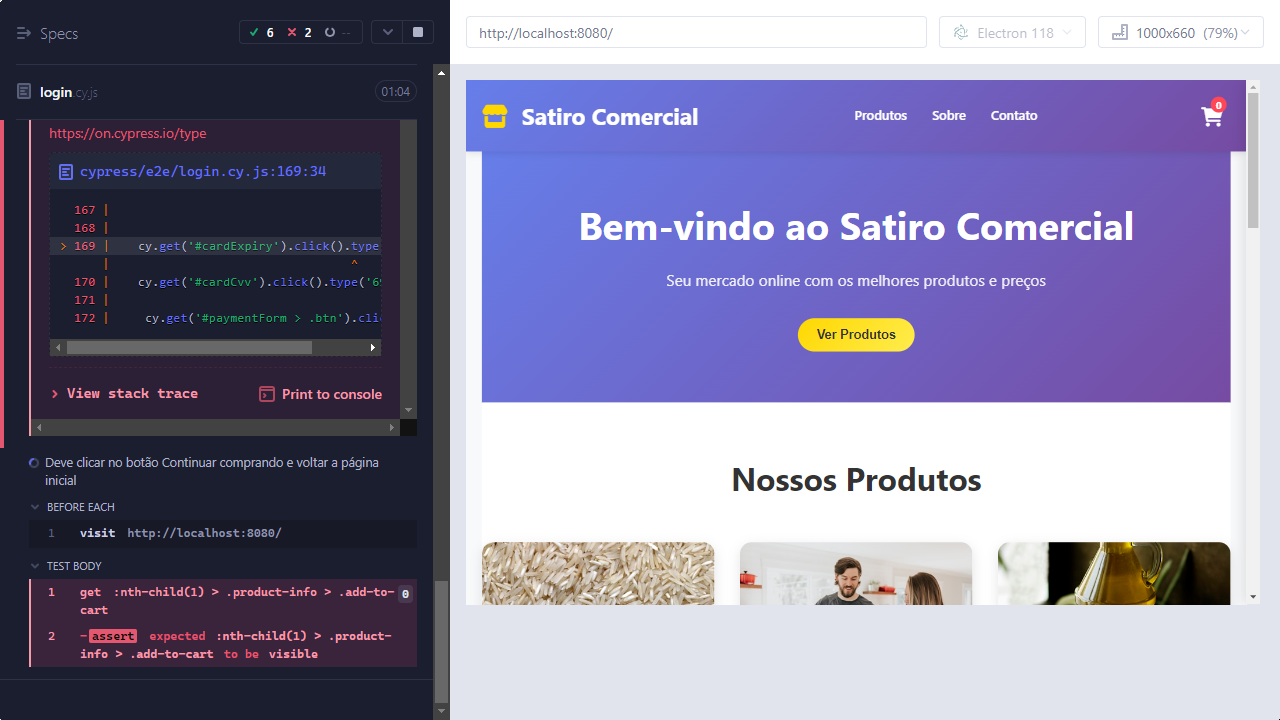 Specs
6
2
--
login.cy.js
01:04
https://on.cypress.io/type
cypress/e2e/login.cy.js:169:34
167 |
168 |
> 169 | cy.get('#cardExpiry').click().type
| ^
170 | cy.get('#cardCvv').click().type('69
171 |
172 | cy.get('#paymentForm > .btn').clic
View stack trace
Print to console
Deve clicar no botão Continuar comprando e voltar a página
inicial
BEFORE EACH
1 visit http://localhost:8080/
TEST BODY
1 get :nth-child(1) > .product-info > .add-to-
cart
0
2 -assert expected :nth-child(1) > .product-
info > .add-to-cart to be visible
http://localhost:8080/
Electron 118
1000x660 (79%)
Satiro Comercial
Produtos
Sobre
Contato
0
Bem-vindo ao Satiro Comercial
Seu mercado online com os melhores produtos e preços
Ver Produtos
Nossos Produtos